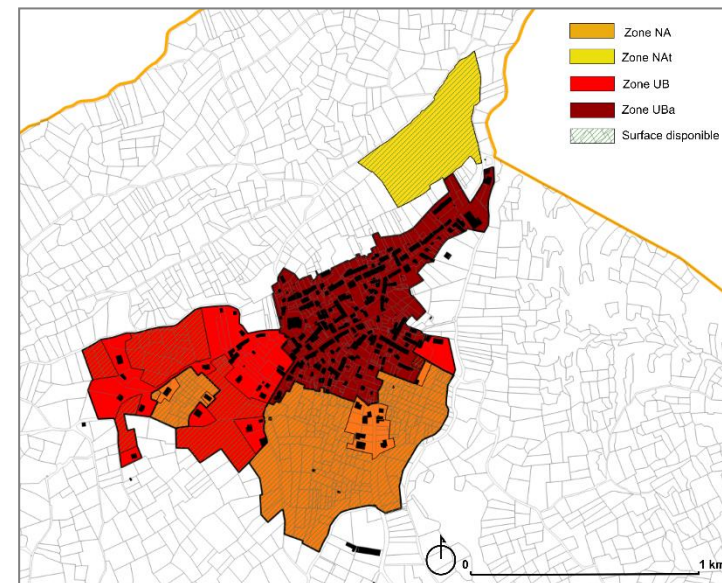 Zone NA
Zone NAt
Zone UB
Zone UBa
Surface disponible
0
1 km